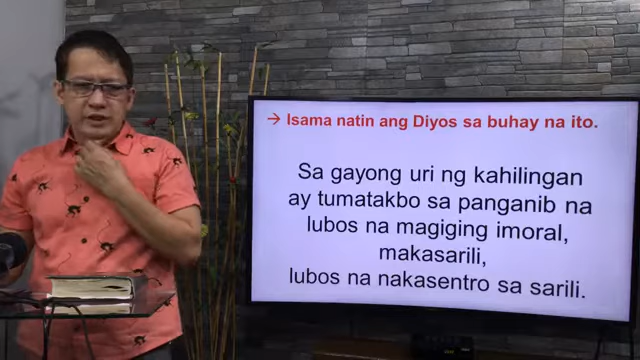 → Isama natin ang Diyos sa buhay na ito.
Sa gayong uri ng kahilingan
ay tumatakbo sa panganib na
lubos na magiging imoral,
makasarili,
lubos na nakasentro sa sarili.